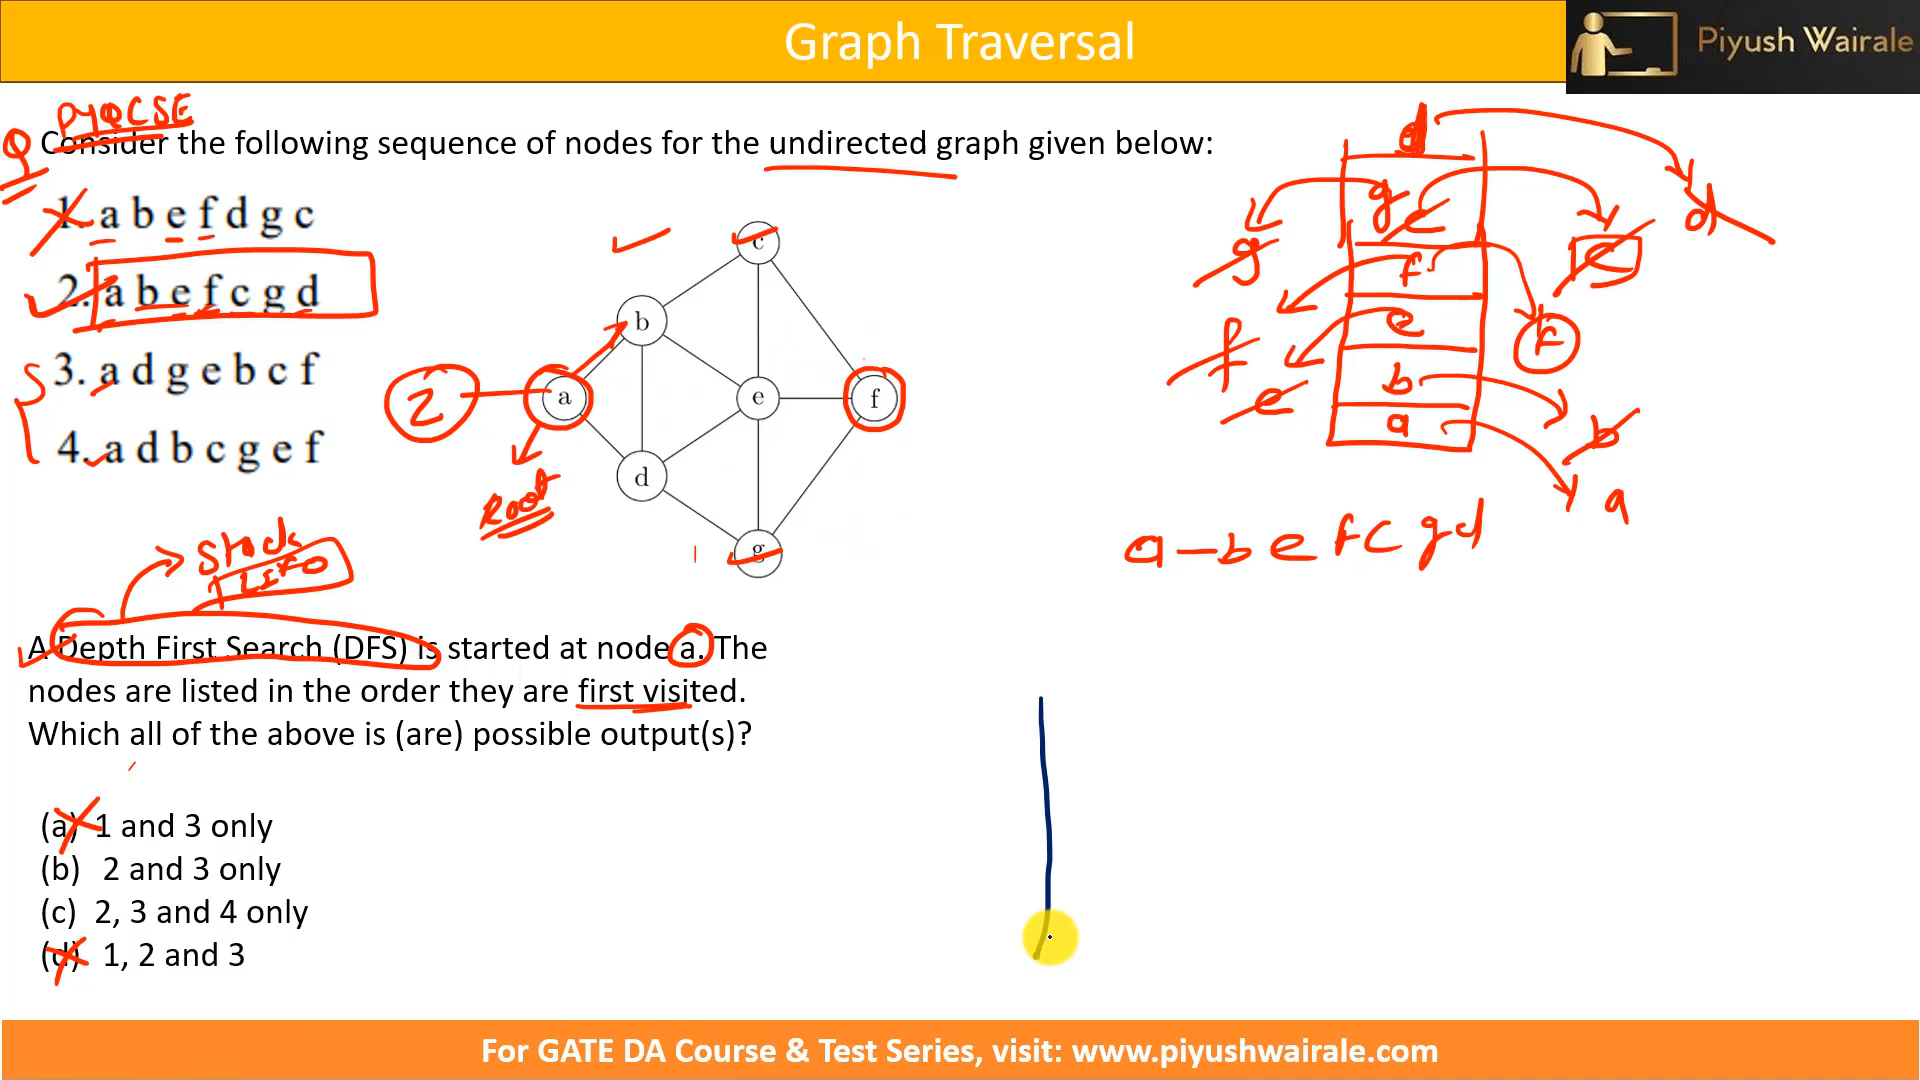 Graph Traversal
Piyush Wairale
PYQ CSE
Q Consider the following sequence of nodes for the undirected graph given below:
1. a b e f d g c
2. a b e f c g d
3. a d g e b c f
4. a d b c g e f
c
b
2
a
e
f
d
g
Root
Stack
LIFO
d
g c
f
e
b
a
g
f
e
d
c
f
b
a
a - b e f c g d
A Depth First Search (DFS) is started at node a. The
nodes are listed in the order they are first visited.
Which all of the above is (are) possible output(s)?
(a) 1 and 3 only
(b) 2 and 3 only
(c) 2, 3 and 4 only
(d) 1, 2 and 3
For GATE DA Course & Test Series, visit: www.piyushwairale.com